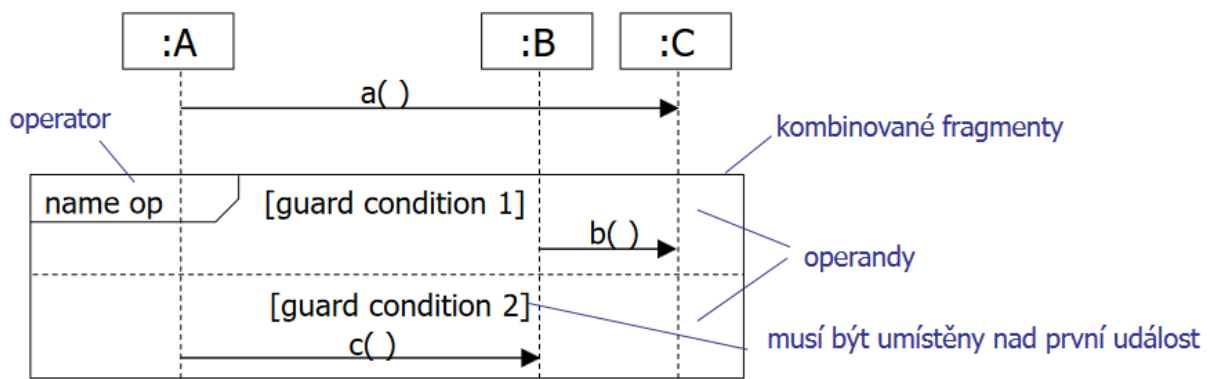 :A
:B
:C
a( )
operator
kombinované fragmenty
name op
[guard condition 1]
b( )
operandy
[guard condition 2]
musí být umístěny nad první událost
c( )